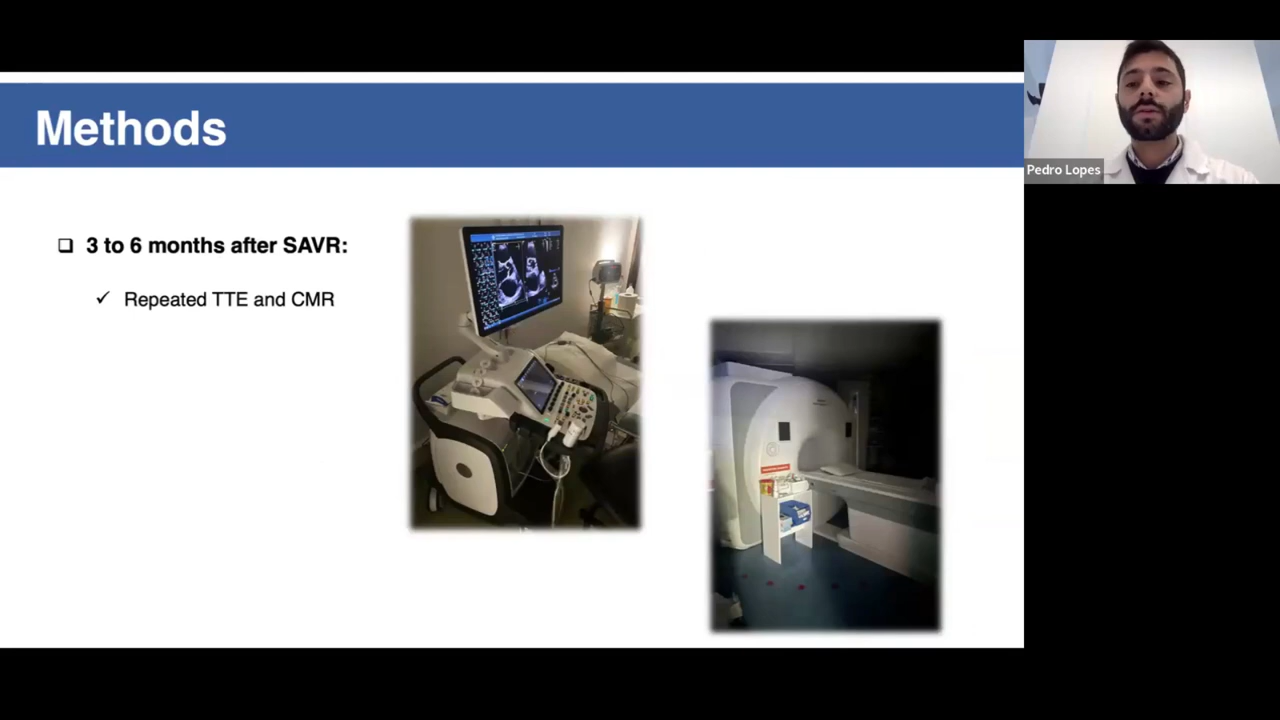 Methods
Pedro Lopes
❑ 3 to 6 months after SAVR:
✓ Repeated TTE and CMR